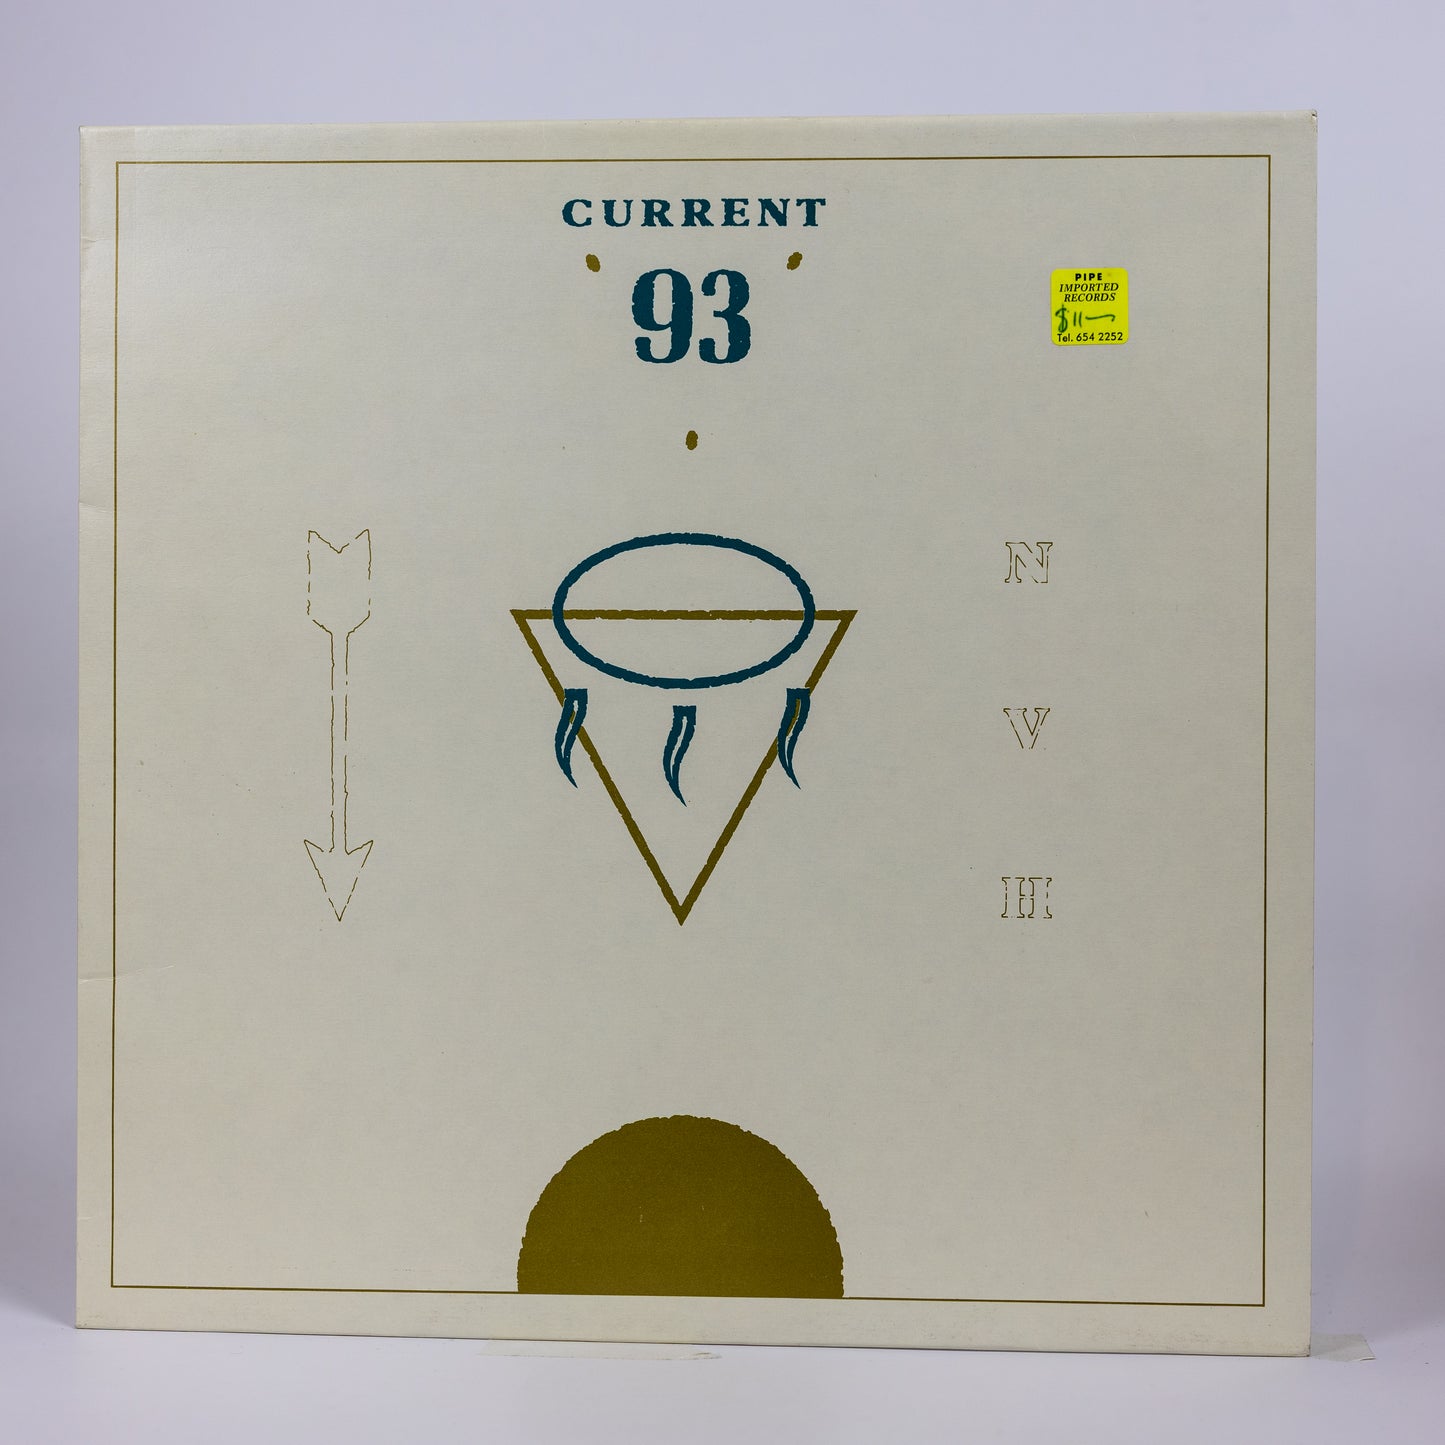 CURRENT
93
PIPE
IMPORTED
RECORDS
$11—
Tel. 654 2252
N
V
H